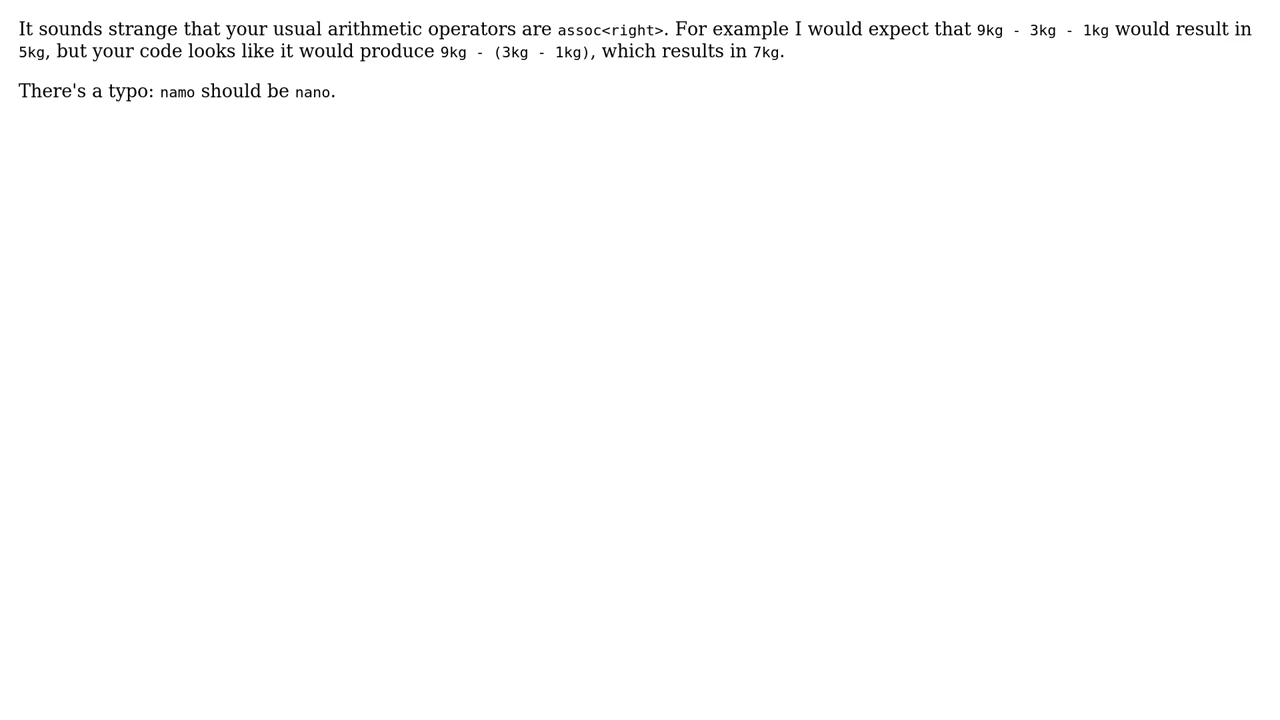 It sounds strange that your usual arithmetic operators are assoc<right>. For example I would expect that 9kg - 3kg - 1kg would result in
5kg, but your code looks like it would produce 9kg - (3kg - 1kg), which results in 7kg.
There's a typo: namo should be nano.